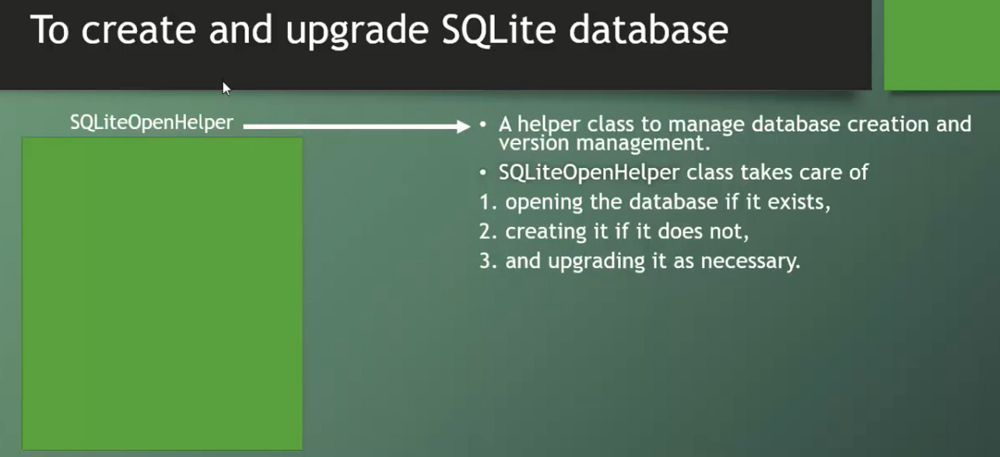 To create and upgrade SQLite database
SQLiteOpenHelper
• A helper class to manage database creation and
version management.
• SQLiteOpenHelper class takes care of
1. opening the database if it exists,
2. creating it if it does not,
3. and upgrading it as necessary.